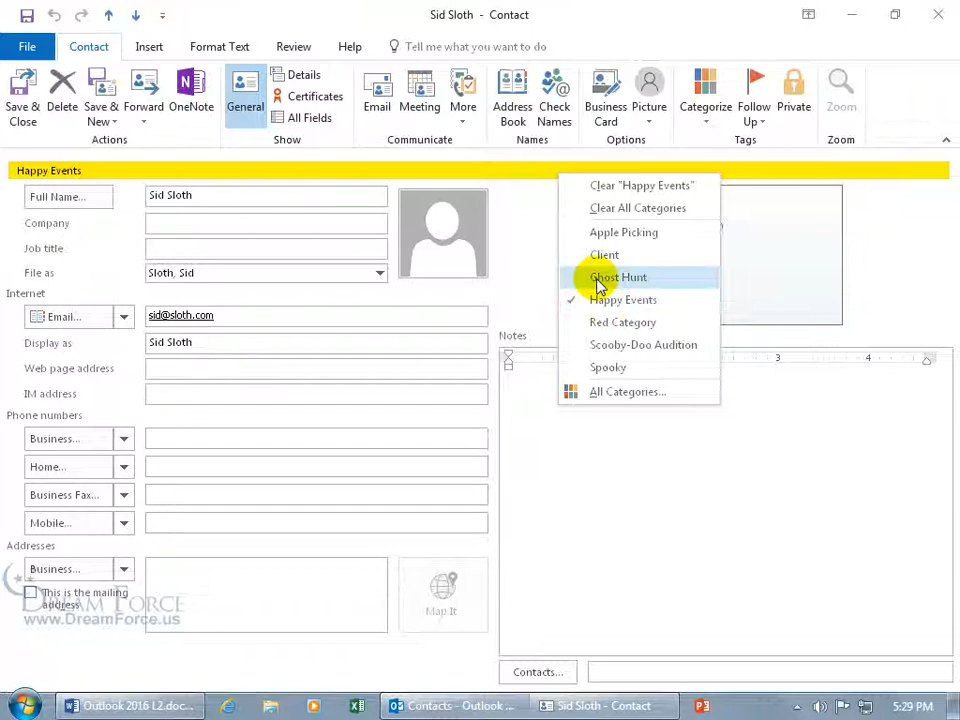 Sid Sloth - Contact
File Contact Insert Format Text Review Help Tell me what you want to do
Save & Close Delete Save & New Forward OneNote General Details Certificates All Fields Email Meeting More Address Book Check Names Business Card Picture Categorize Follow Up Private Zoom
Actions Show Communicate Names Options Tags Zoom
Happy Events
Full Name... Sid Sloth
Company
Job title
File as Sloth, Sid
Internet
Email... sid@sloth.com
Display as Sid Sloth
Web page address
IM address
Phone numbers
Business...
Home...
Business Fax...
Mobile...
Addresses
Business...
This is the mailing
address
Map It
Clear "Happy Events"
Clear All Categories
Apple Picking
Client
Ghost Hunt
Happy Events
Red Category
Scooby-Doo Audition
Spooky
All Categories...
Notes
3 4
Contacts...
DREAM FORCE
www.DreamForce.us
Outlook 2016 L2.doc... Contacts - Outlook ... Sid Sloth - Contact 5:29 PM